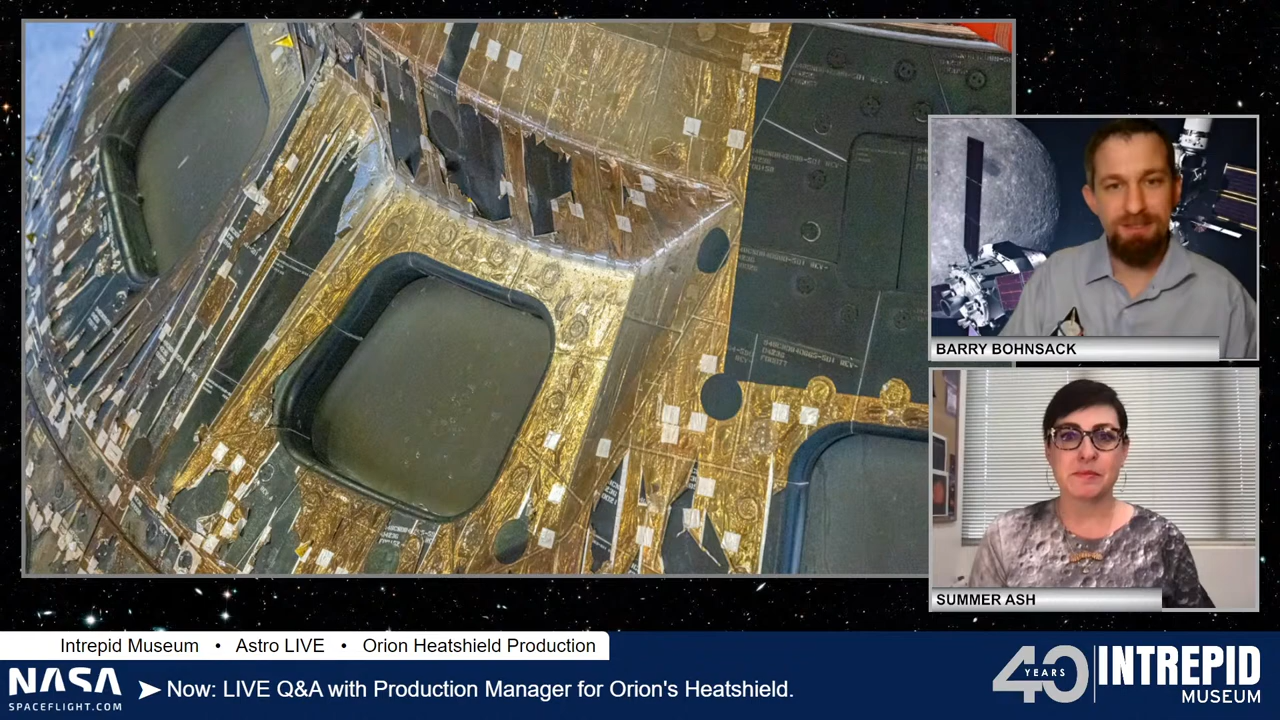 BARRY BOHNSACK
SUMMER ASH
Intrepid Museum • Astro LIVE • Orion Heatshield Production
NASA
SPACEFLIGHT.COM
Now: LIVE Q&A with Production Manager for Orion's Heatshield.
40
YEARS
INTREPID
MUSEUM